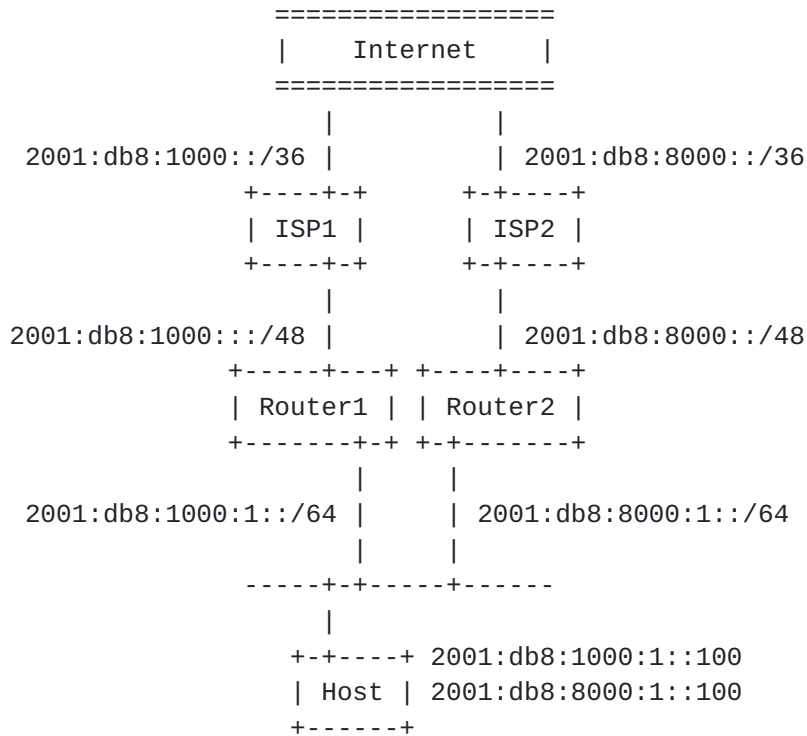 ==================
| Internet |
==================
| |
2001:db8:1000::/36 | | 2001:db8:8000::/36
+----+-+ +-+----+
| ISP1 | | ISP2 |
+----+-+ +-+----+
| |
2001:db8:1000:::/48 | | 2001:db8:8000::/48
+-----+---+ +----+----+
| Router1 | | Router2 |
+-------+-+ +-+-------+
| |
2001:db8:1000:1::/64 | | 2001:db8:8000:1::/64
| |
-----+-+-----+------
|
+-+----+ 2001:db8:1000:1::100
| Host | 2001:db8:8000:1::100
+------+